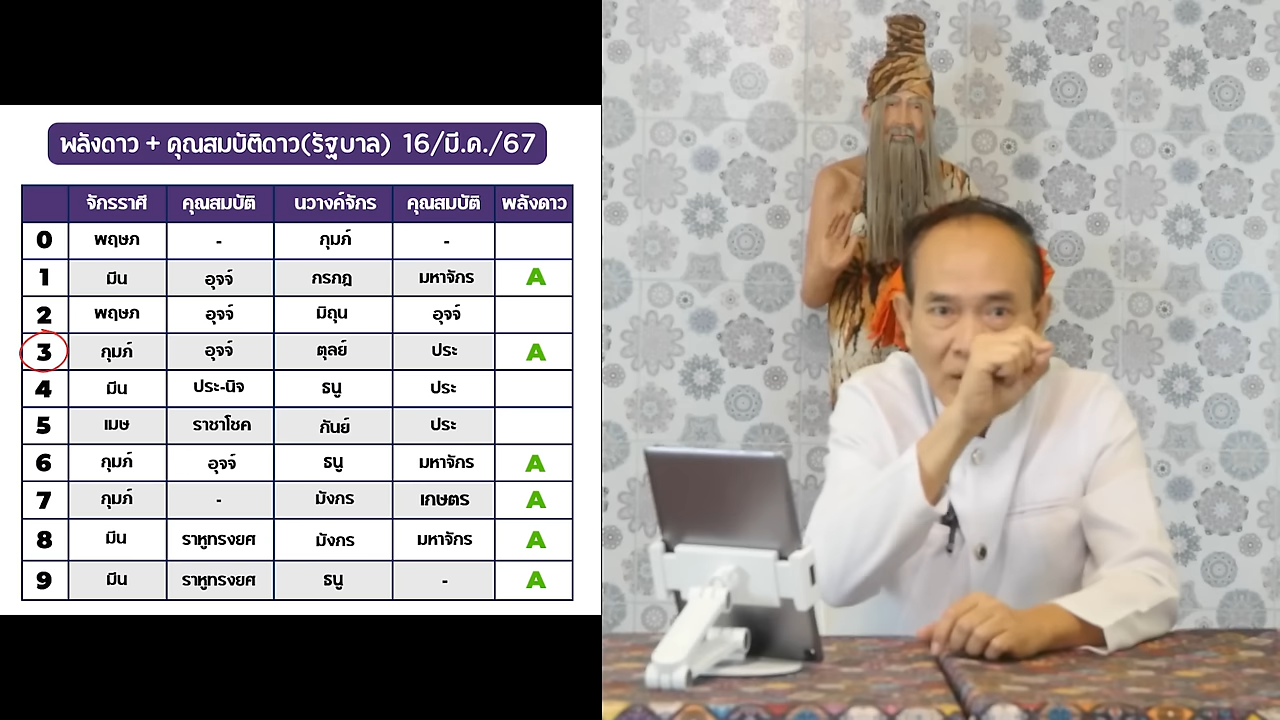 พลังดาว + คุณสมบัติดาว(รัฐบาล) 16/มี.ค./67
จักรราศี คุณสมบัติ นวางค์จักร คุณสมบัติ พลังดาว
0 พฤษภ - กุมภ์ -
1 มีน อุจจ์ กรกฎ มหาจักร A
2 พฤษภ อุจจ์ มิถุน อุจจ์
3 กุมภ์ อุจจ์ ตุลย์ ประ A
4 มีน ประ-นิจ ธนู ประ
5 เมษ ราชาโชค กันย์ ประ
6 กุมภ์ อุจจ์ ธนู มหาจักร A
7 กุมภ์ - มังกร เกษตร A
8 มีน ราหูทรงยศ มังกร มหาจักร A
9 มีน ราหูทรงยศ ธนู - A